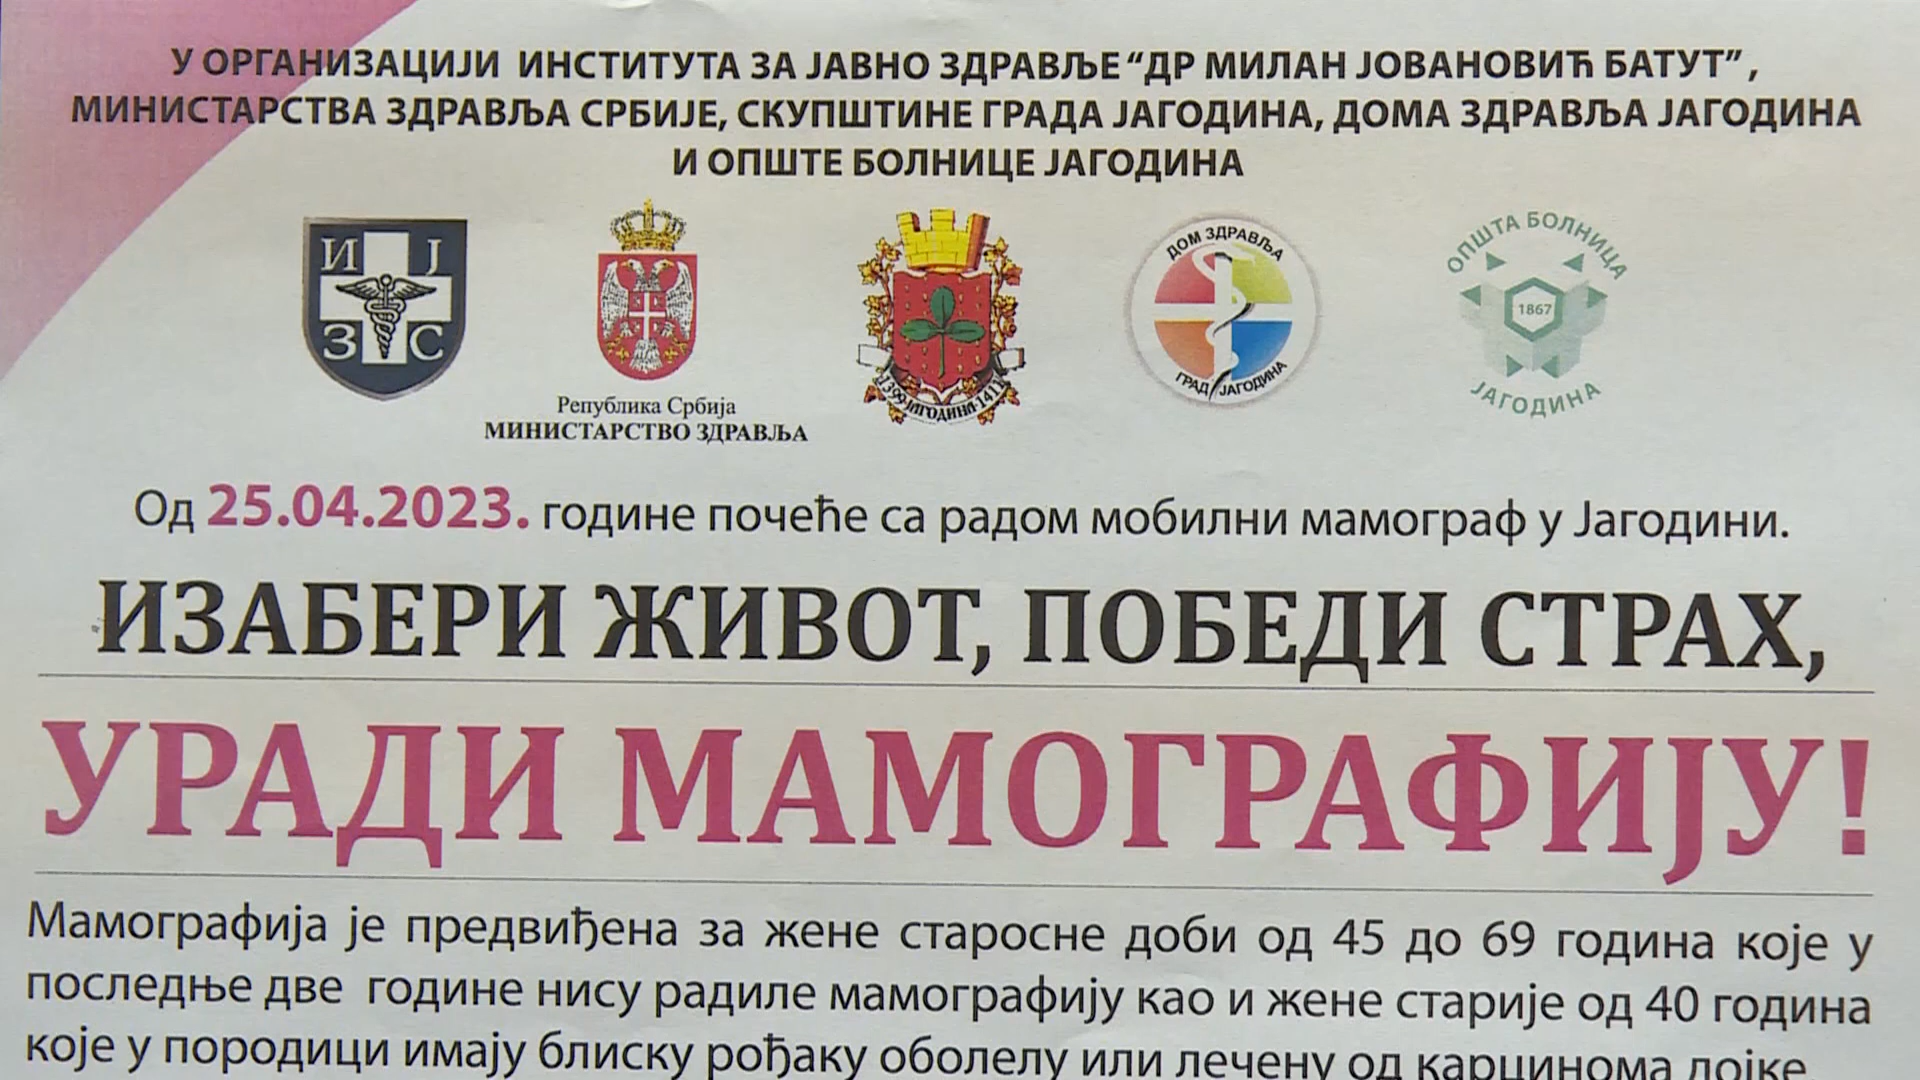 У ОРГАНИЗАЦИЈИ ИНСТИТУТА ЗА ЈАВНО ЗДРАВЉЕ “ДР МИЛАН ЈОВАНОВИЋ БАТУТ”,
МИНИСТАРСТВА ЗДРАВЉА СРБИЈЕ, СКУПШТИНЕ ГРАДА ЈАГОДИНА, ДОМА ЗДРАВЉА ЈАГОДИНА
И ОПШТЕ БОЛНИЦЕ ЈАГОДИНА
И Ј
З С
Република Србија
МИНИСТАРСТВО ЗДРАВЉА
1399·ЈАГОДИНА·1411
ДОМ ЗДРАВЉА
ГРАД ЈАГОДИНА
ОПШТА БОЛНИЦА
1867
ЈАГОДИНА
Од 25.04.2023. године почеће са радом мобилни мамограф у Јагодини.
ИЗАБЕРИ ЖИВОТ, ПОБЕДИ СТРАХ,
УРАДИ МАМОГРАФИЈУ!
Мамографија је предвиђена за жене старосне доби од 45 до 69 година које у
последње две године нису радиле мамографију као и жене старије од 40 година
које у породици имају блиску рођаку оболелу или лечену од карцинома дојке.